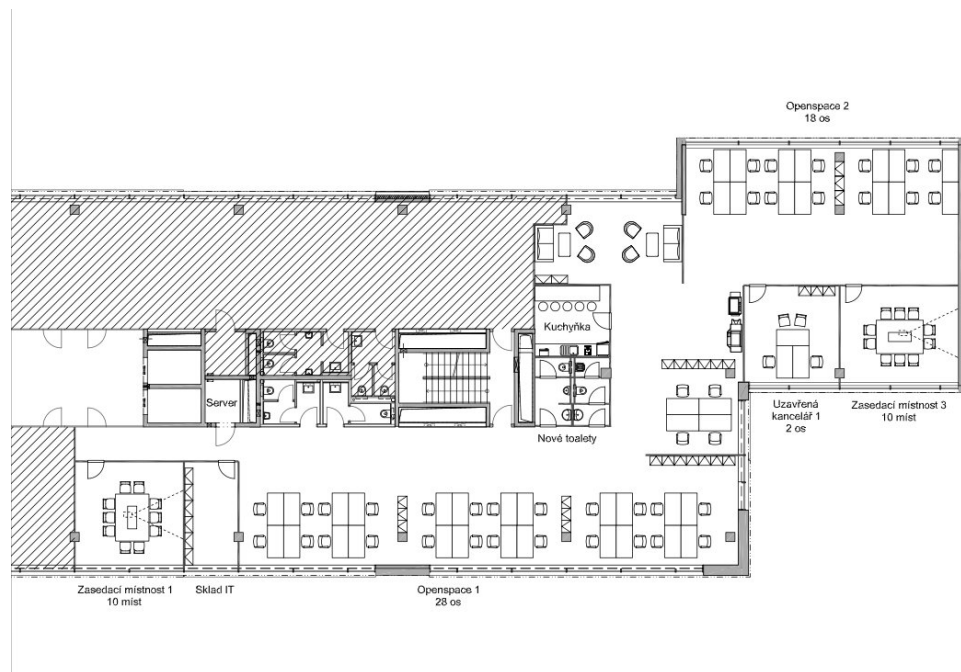 Openspace 2
18 os
Kuchyňka
Server
Nové toalety
Uzavřená
kancelář 1
2 os
Zasedací místnost 3
10 míst
Zasedací místnost 1
10 míst
Sklad IT
Openspace 1
28 os